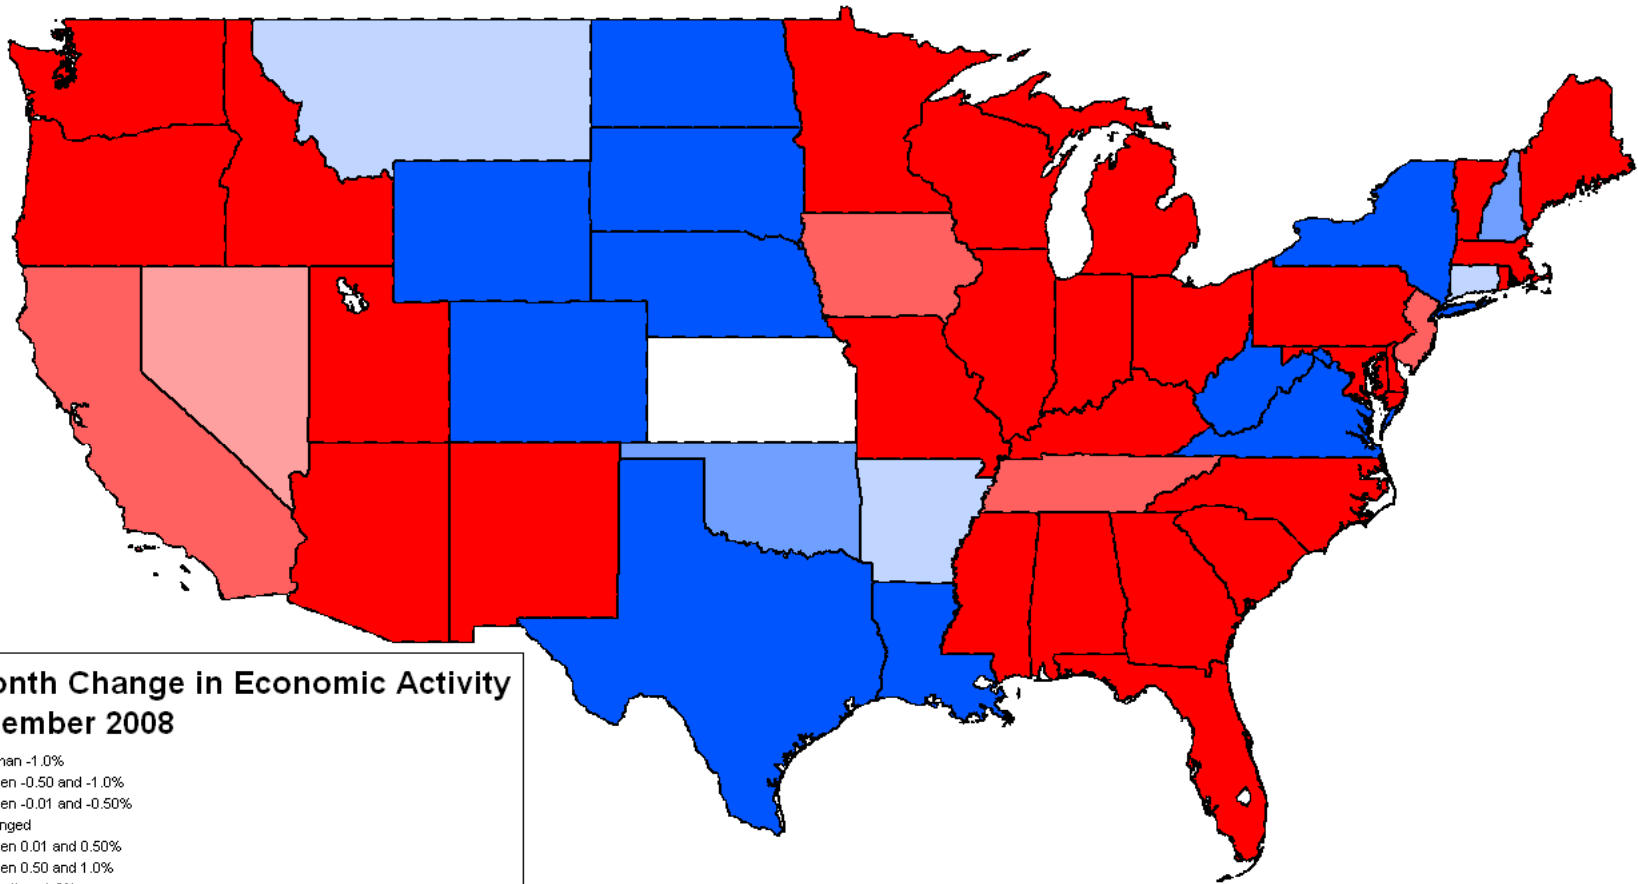 onth Change in Economic Activity
ember 2008
nan -1.0%
en -0.50 and -1.0%
en -0.01 and -0.50%
nged
en 0.01 and 0.50%
en 0.50 and 1.0%